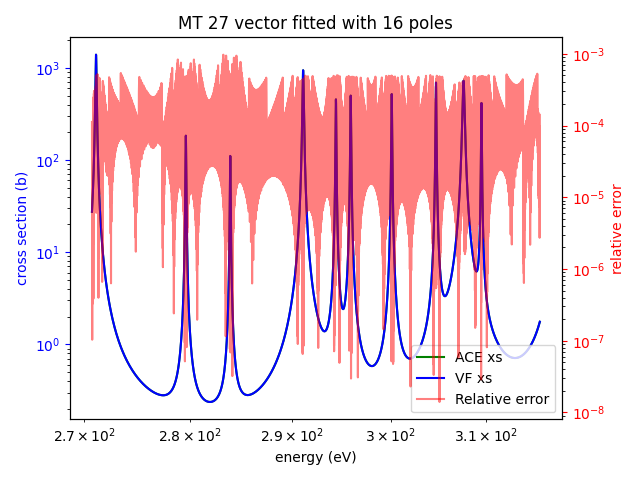 MT 27 vector fitted with 16 poles
10³
10²
10¹
10⁰
cross section (b)
10⁻³
10⁻⁴
10⁻⁵
10⁻⁶
10⁻⁷
10⁻⁸
relative error
ACE xs
VF xs
Relative error
2.7 × 10² 2.8 × 10² 2.9 × 10² 3 × 10² 3.1 × 10²
energy (eV)